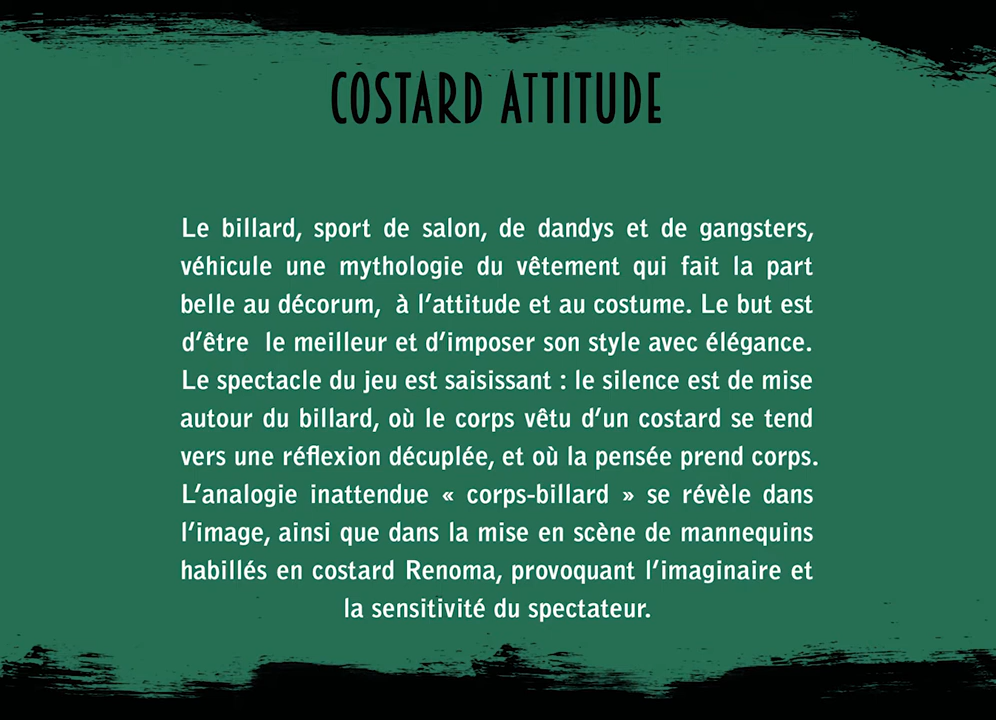 COSTARD ATTITUDE
Le billard, sport de salon, de dandys et de gangsters,
véhicule une mythologie du vêtement qui fait la part
belle au décorum,  à l’attitude et au costume. Le but est
d’être  le meilleur et d’imposer son style avec élégance.
Le spectacle du jeu est saisissant : le silence est de mise
autour du billard, où le corps vêtu d’un costard se tend
vers une réflexion décuplée, et où la pensée prend corps.
L’analogie inattendue « corps-billard » se révèle dans
l’image, ainsi que dans la mise en scène de mannequins
habillés en costard Renoma, provoquant l’imaginaire et
la sensitivité du spectateur.